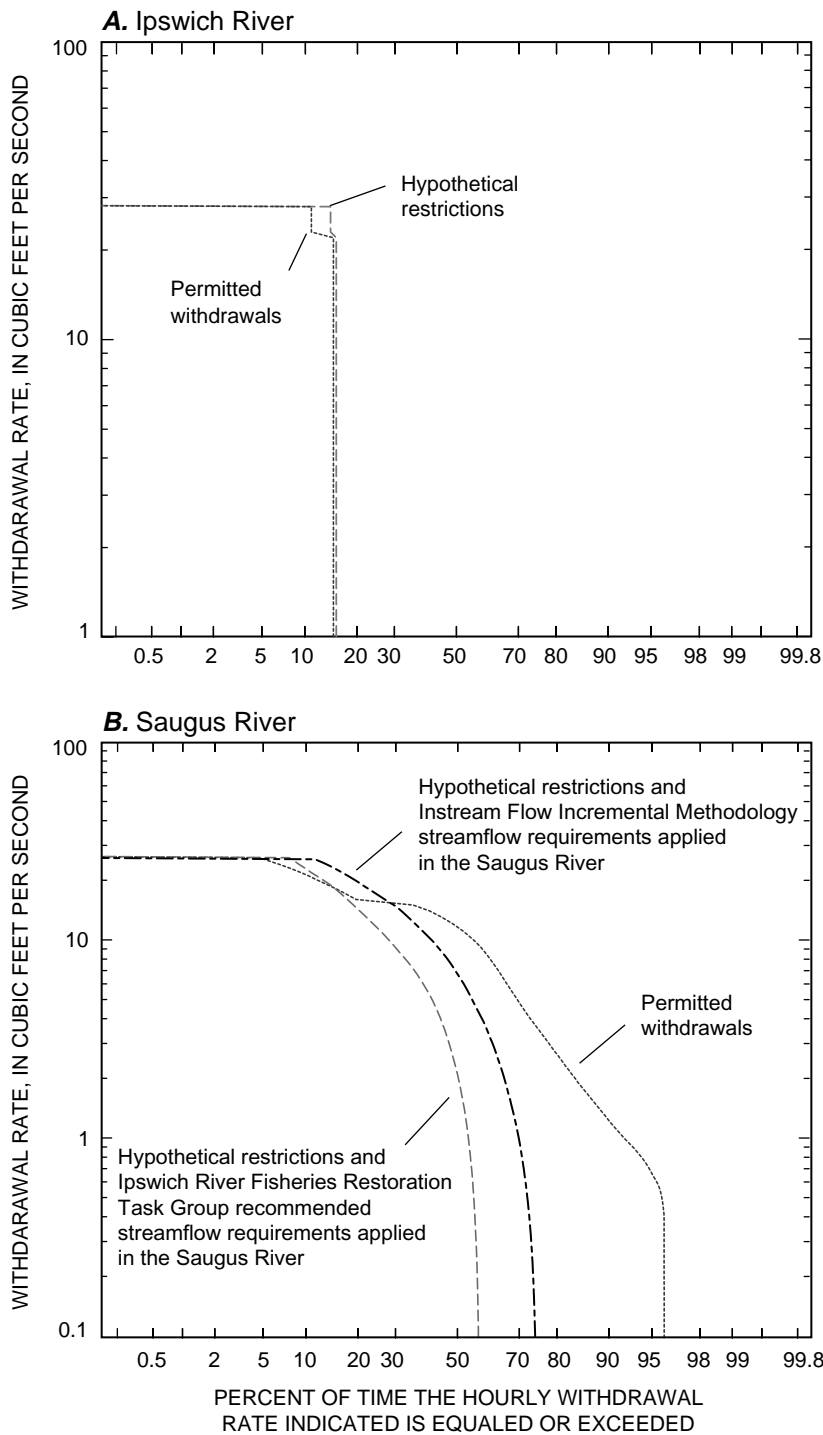 A. Ipswich River
WITHDARAWAL RATE, IN CUBIC FEET PER SECOND
100
10
1
Hypothetical
restrictions
Permitted
withdrawals
0.5 2 5 10 20 30 50 70 80 90 95 98 99 99.8
B. Saugus River
WITHDARAWAL RATE, IN CUBIC FEET PER SECOND
100
10
1
0.1
Hypothetical restrictions and
Instream Flow Incremental Methodology
streamflow requirements applied
in the Saugus River
Permitted
withdrawals
Hypothetical restrictions and
Ipswich River Fisheries Restoration
Task Group recommended
streamflow requirements applied
in the Saugus River
0.5 2 5 10 20 30 50 70 80 90 95 98 99 99.8
PERCENT OF TIME THE HOURLY WITHDRAWAL
RATE INDICATED IS EQUALED OR EXCEEDED